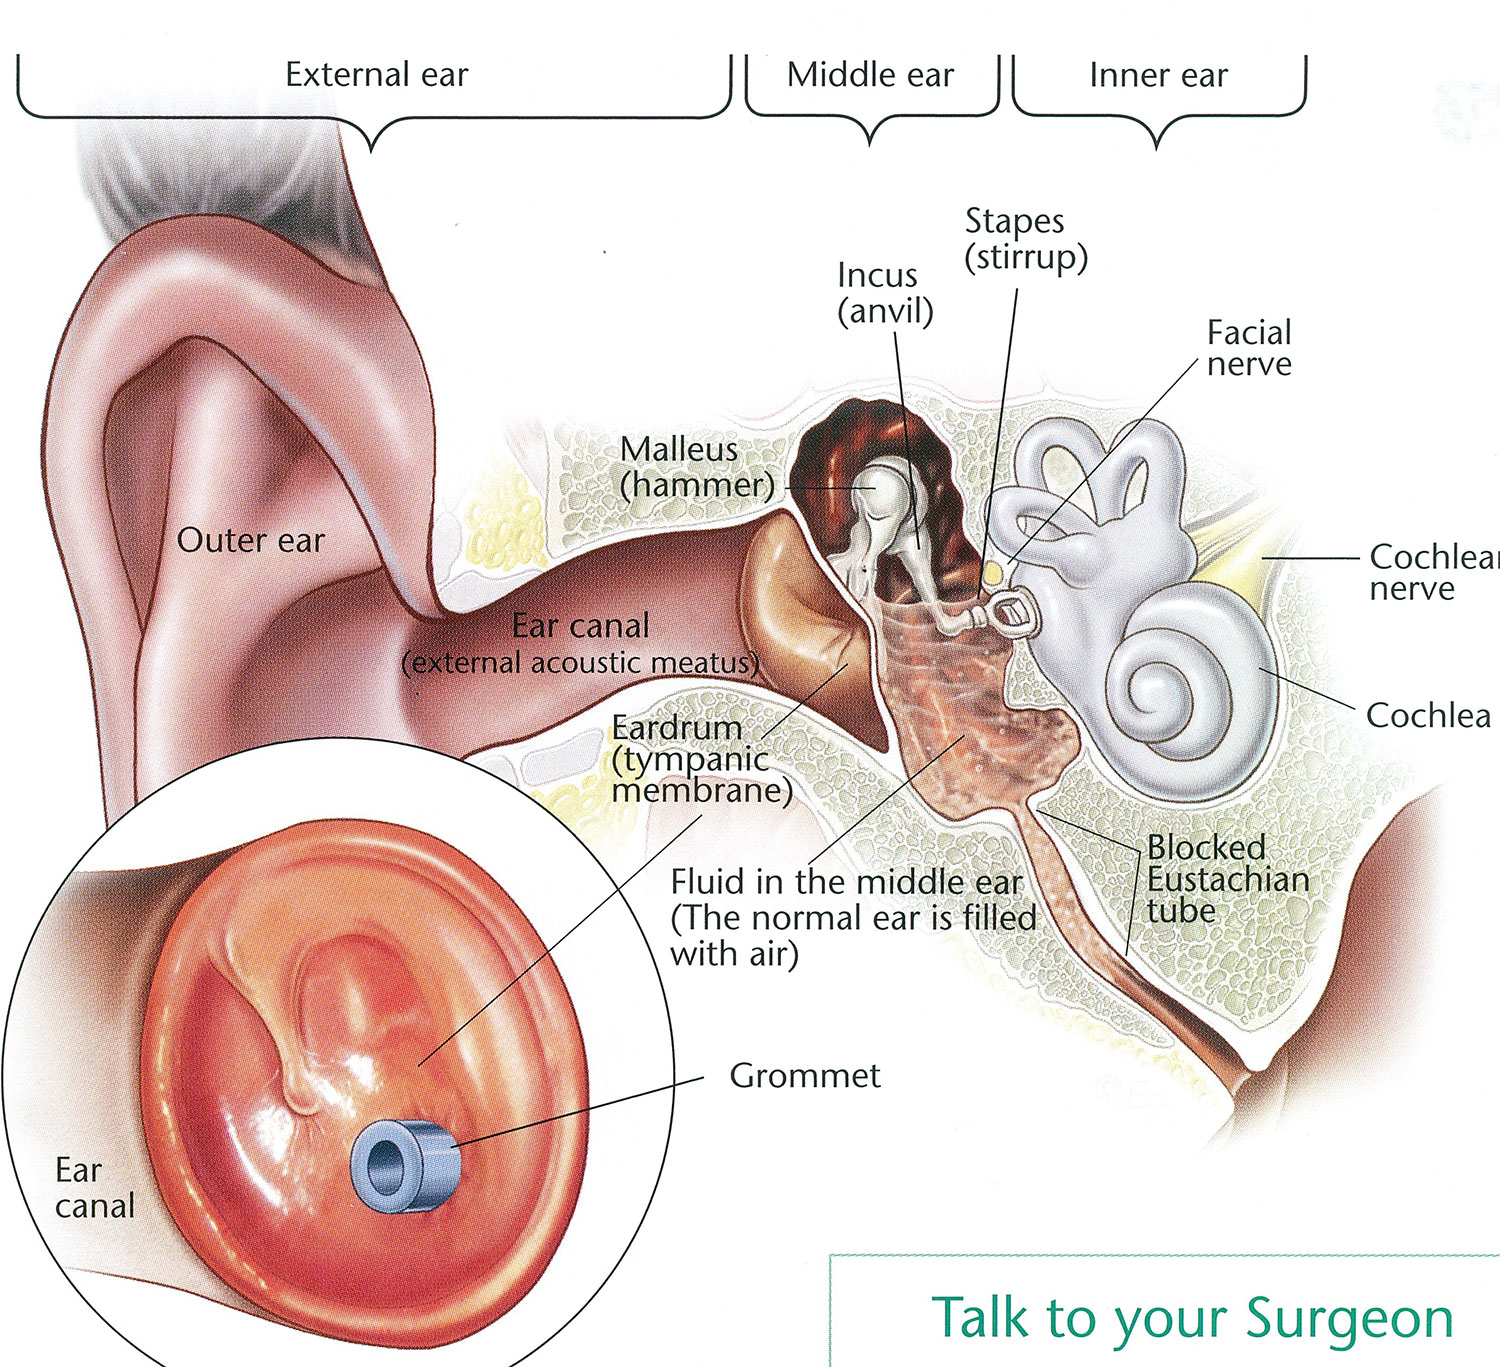 External ear
Middle ear
Inner ear
Stapes
(stirrup)
Incus
(anvil)
Facial
nerve
Malleus
(hammer)
Outer ear
Cochlear
nerve
Ear canal
(external acoustic meatus)
Cochlea
Eardrum
(tympanic
membrane)
Blocked
Eustachian
tube
Fluid in the middle ear
(The normal ear is filled
with air)
Grommet
Ear
canal
Talk to your Surgeon